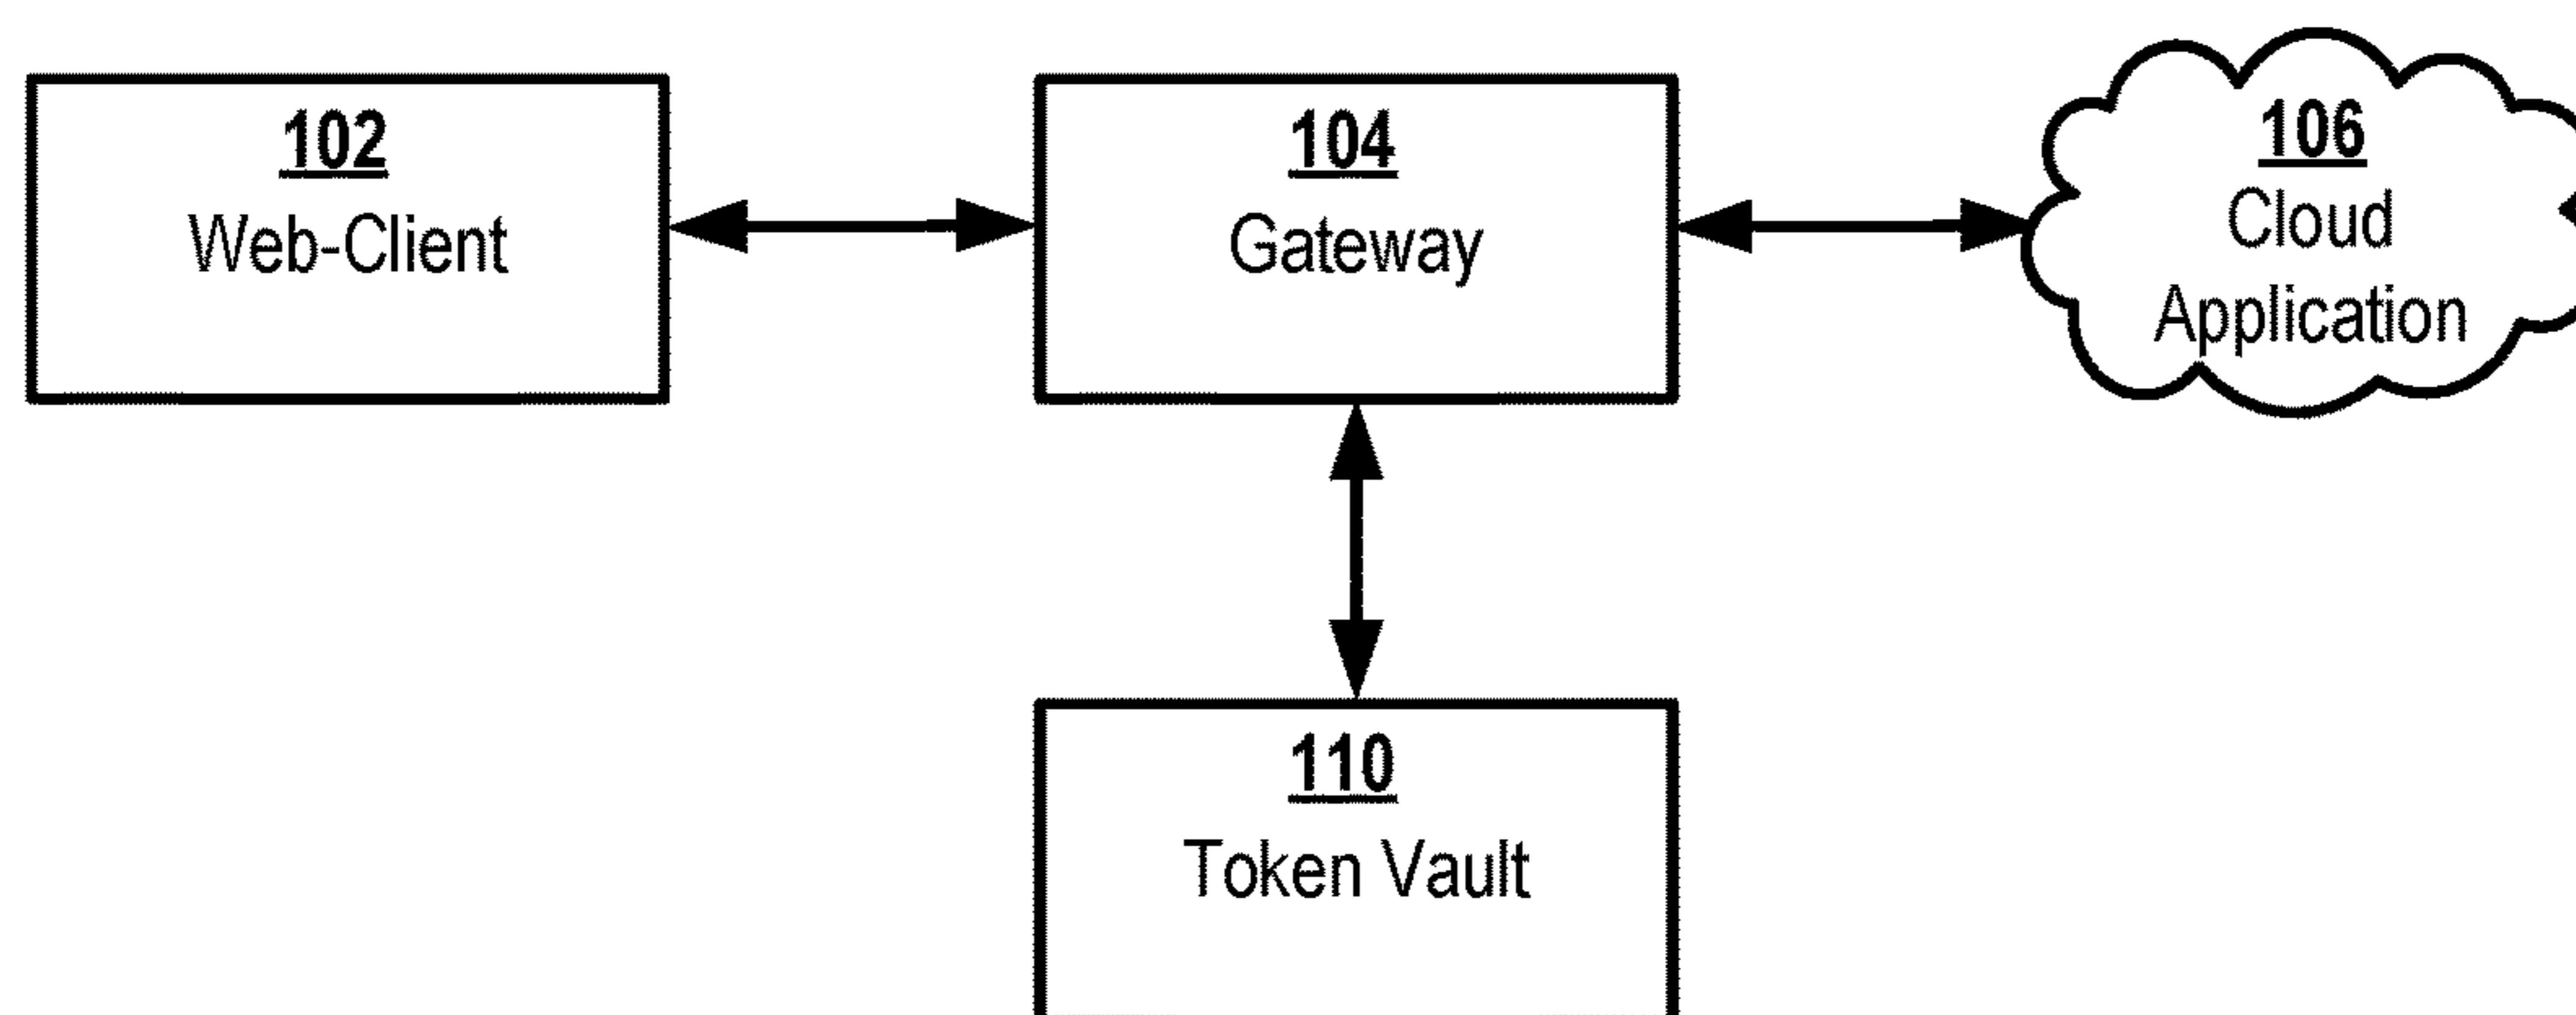 102
Web-Client
104
Gateway
106
Cloud
Application
110
Token Vault